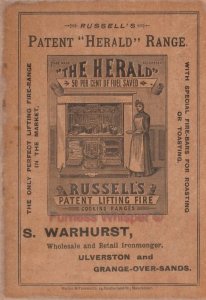 RUSSELL'S
PATENT "HERALD" RANGE.
"THE HERALD"
50 PER CENT OF FUEL SAVED
THE ONLY PERFECT LIFTING FIRE-RANGE
IN THE MARKET.
WITH SPECIAL FIRE-BARS FOR ROASTING
OR TOASTING.
RUSSELL'S
PATENT LIFTING FIRE
COOKING RANGES
Furness Whisper ©
S. WARHURST,
Wholesale and Retail Ironmonger,
ULVERSTON and
GRANGE-OVER-SANDS.